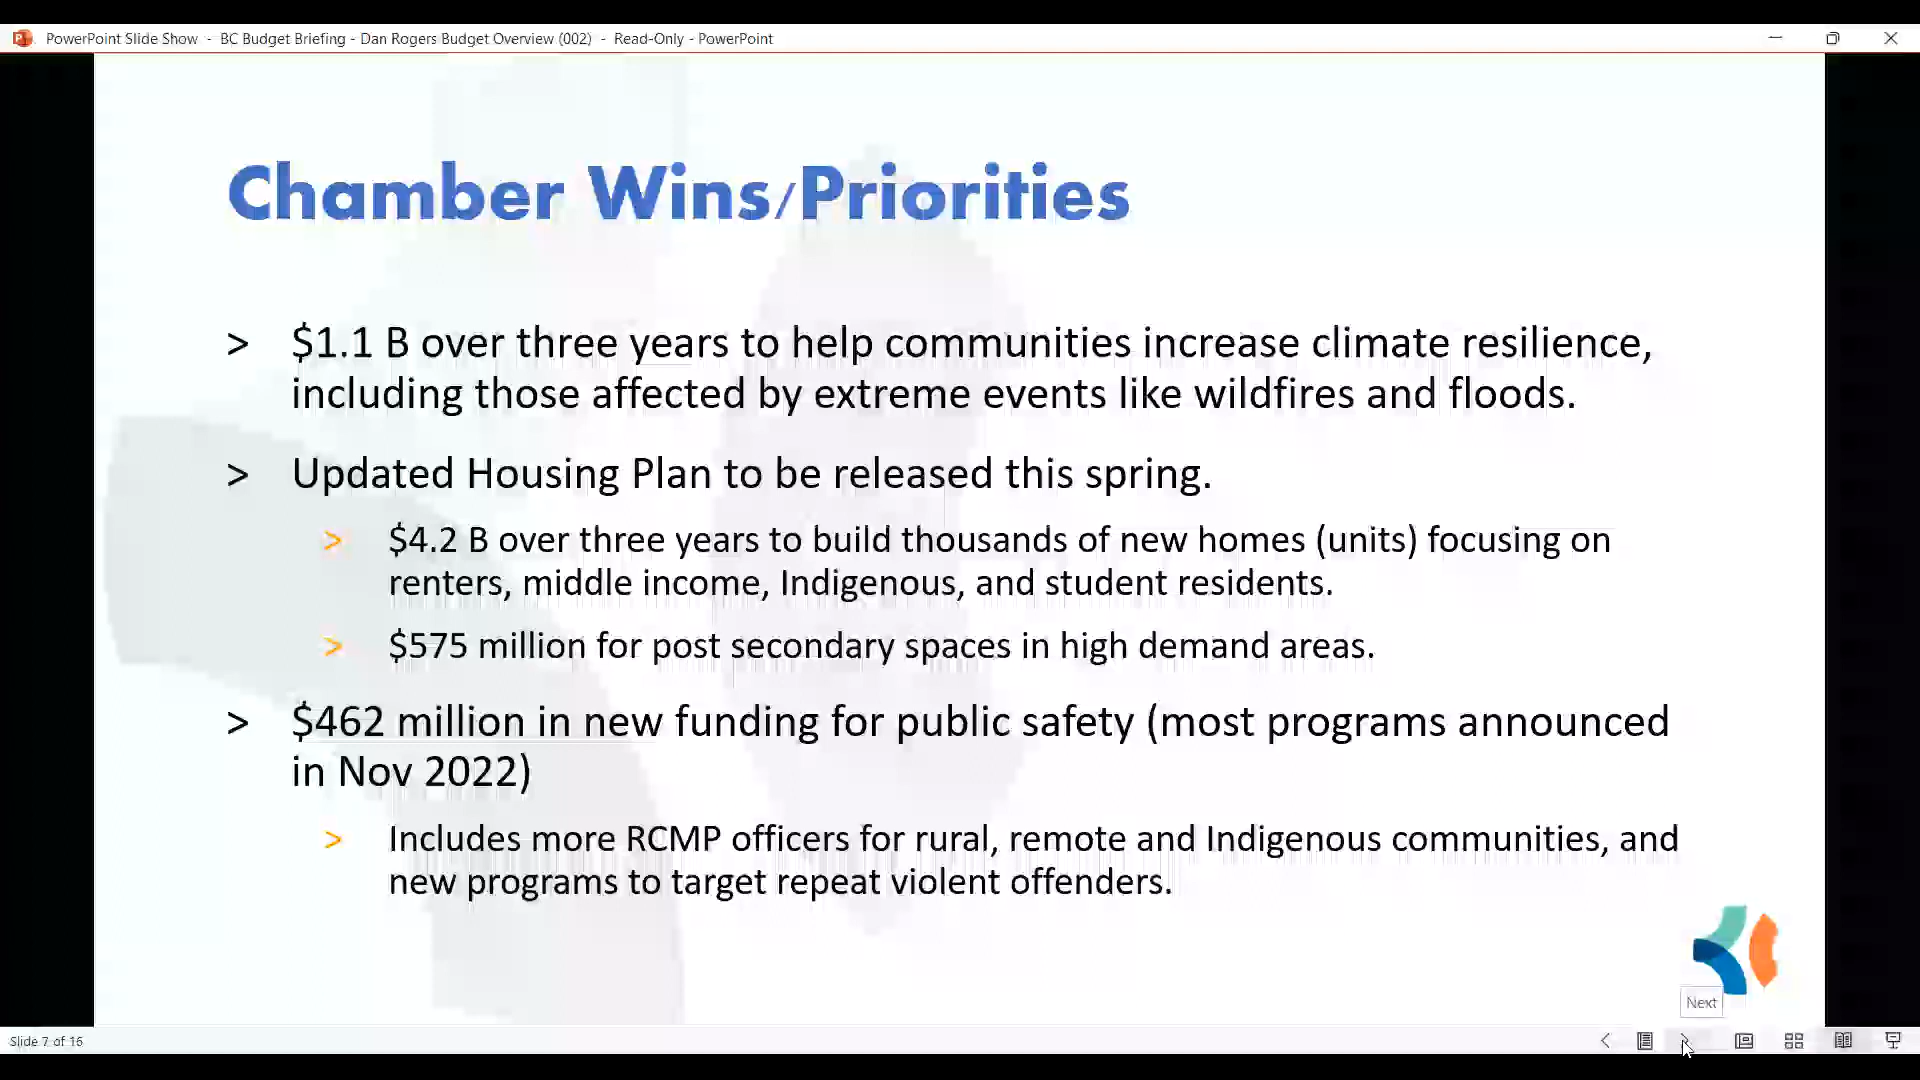 PowerPoint Slide Show - BC Budget Briefing - Dan Rogers Budget Overview (002) - Read-Only - PowerPoint
Chamber Wins/Priorities
> $1.1 B over three years to help communities increase climate resilience,
including those affected by extreme events like wildfires and floods.
> Updated Housing Plan to be released this spring.
> $4.2 B over three years to build thousands of new homes (units) focusing on
renters, middle income, Indigenous, and student residents.
> $575 million for post secondary spaces in high demand areas.
> $462 million in new funding for public safety (most programs announced
in Nov 2022)
> Includes more RCMP officers for rural, remote and Indigenous communities, and
new programs to target repeat violent offenders.
Next
Slide 7 of 16